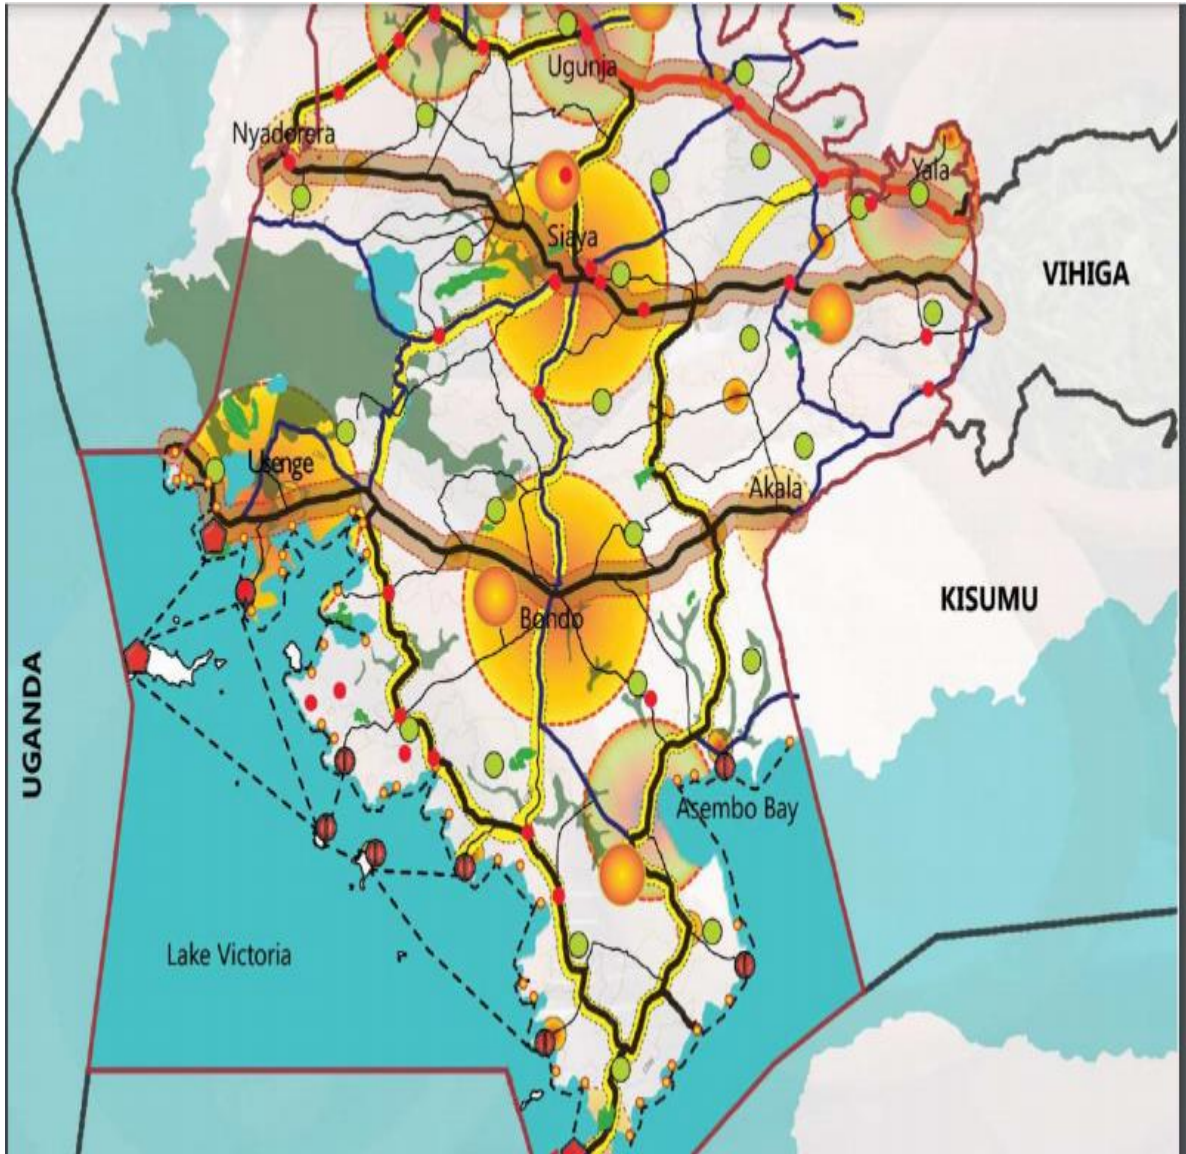 Ugunja
Nyadorera
Yala
Siaya
VIHIGA
Usenge
Akala
KISUMU
Bondo
UGANDA
Asembo Bay
Lake Victoria